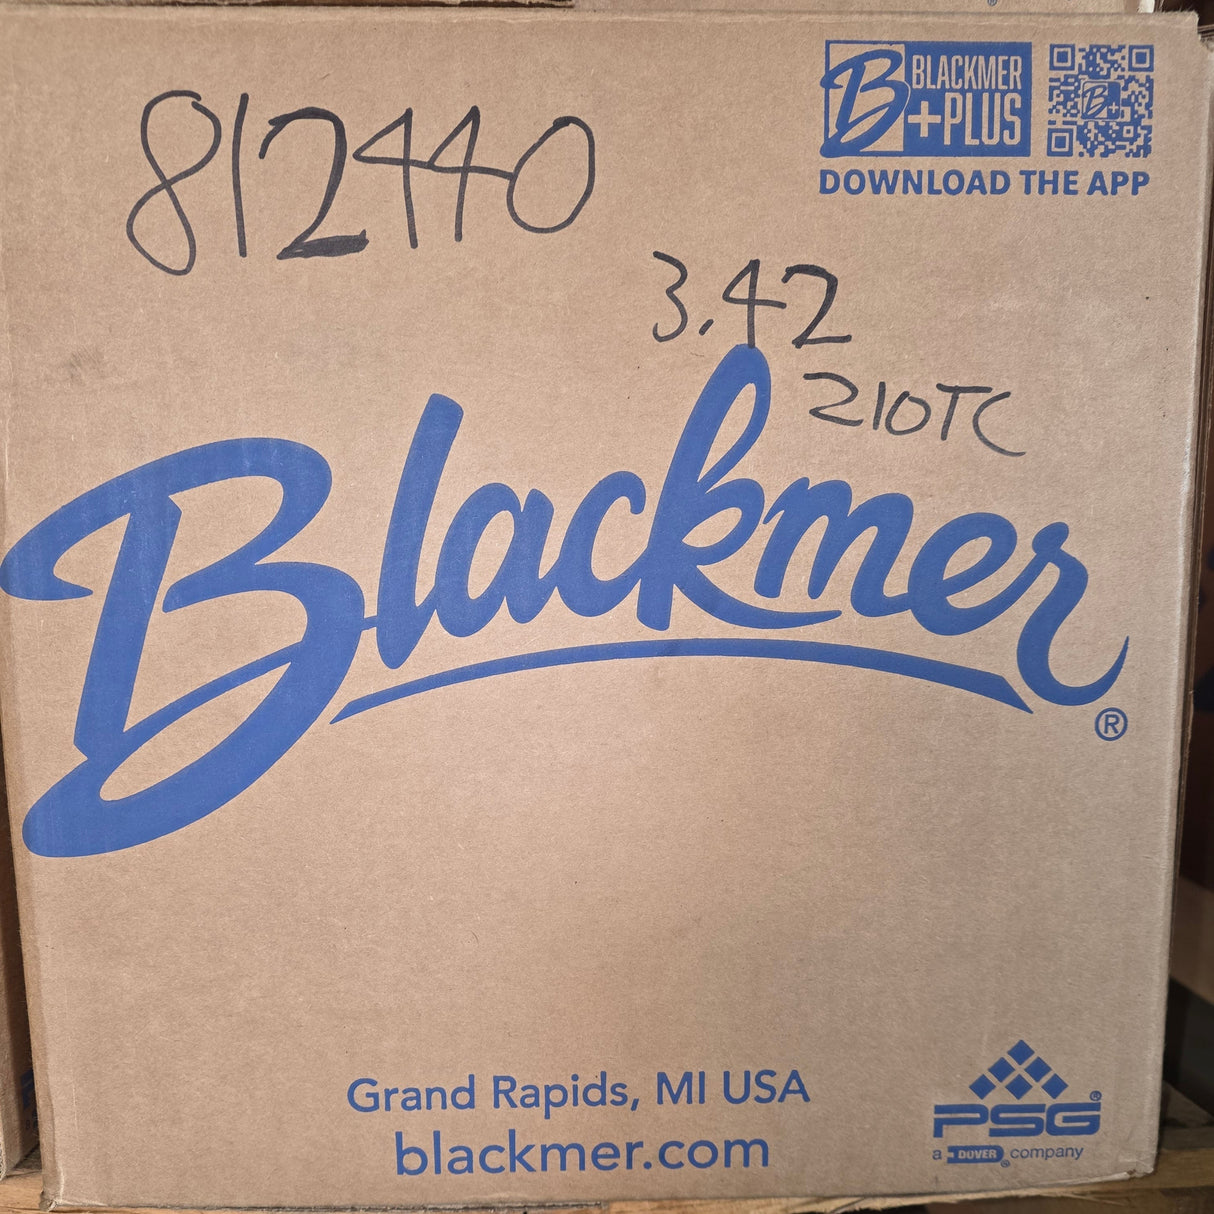 812440
B BLACKMER
+PLUS
B+
DOWNLOAD THE APP
3.42
210TC
Blackmer®
Grand Rapids, MI USA
blackmer.com
PSG®
a DOVER® company